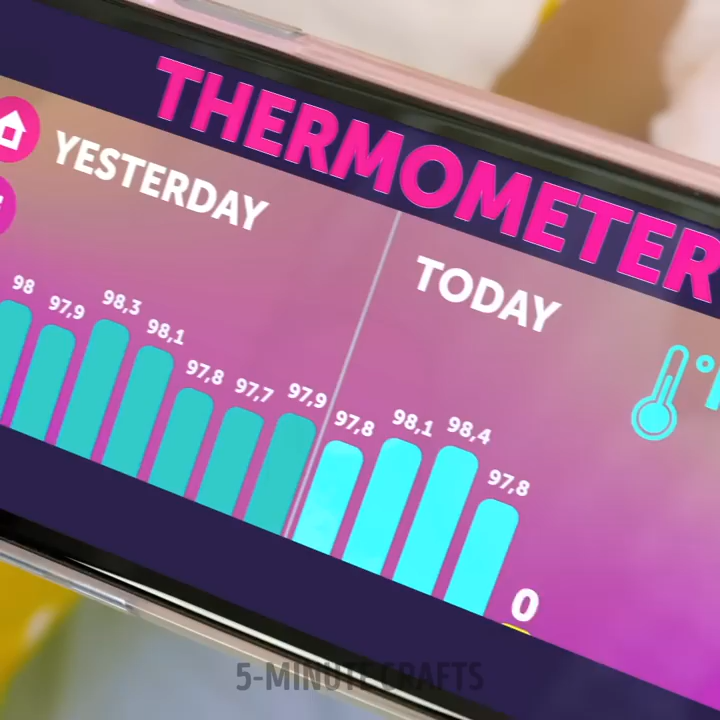 THERMOMETER
YESTERDAY
TODAY
98 97,9 98,3 98,1 97,8 97,7 97,9 97,8 98,1 98,4 97,8 0
5-MINUTE CRAFTS